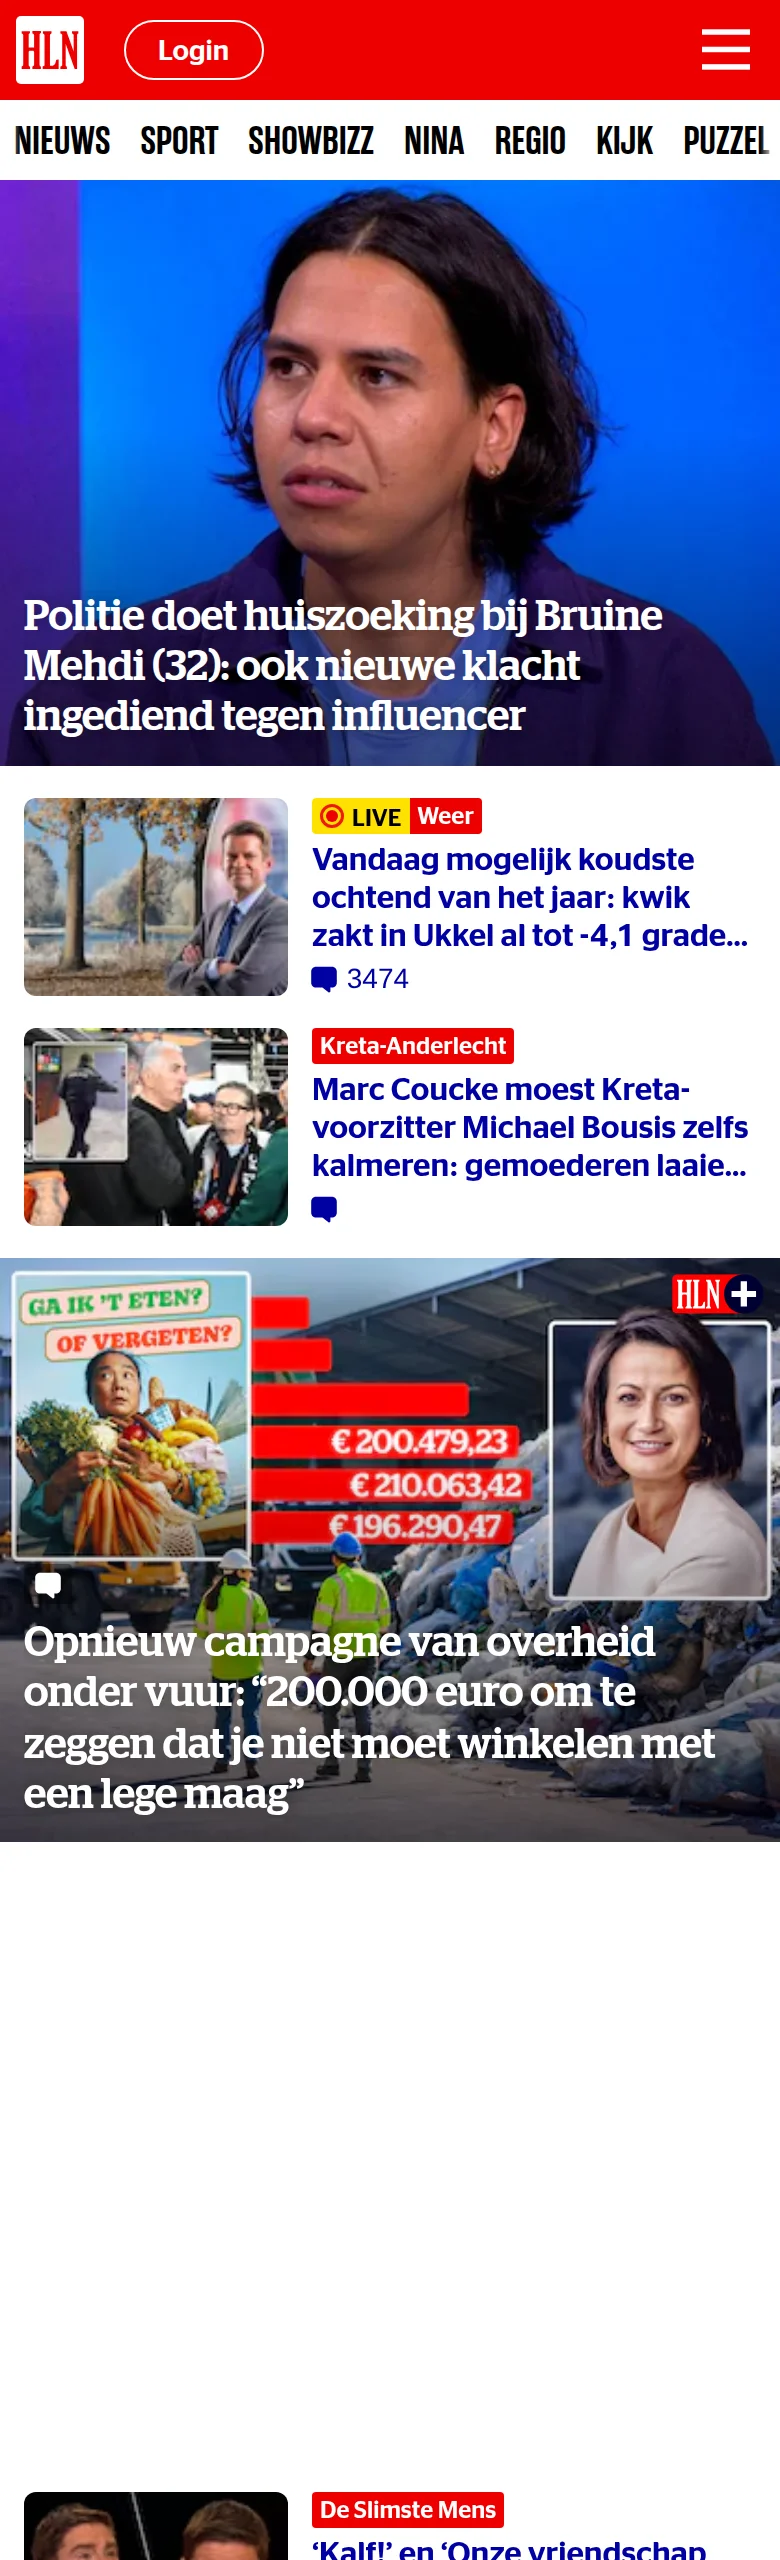 HLN
Login
NIEUWS SPORT SHOWBIZZ NINA REGIO KIJK PUZZEL
Politie doet huiszoeking bij Bruine
Mehdi (32): ook nieuwe klacht
ingediend tegen influencer
LIVE Weer
Vandaag mogelijk koudste
ochtend van het jaar: kwik
zakt in Ukkel al tot -4,1 grade...
3474
Kreta-Anderlecht
Marc Coucke moest Kreta-
voorzitter Michael Bousis zelfs
kalmeren: gemoederen laaie...
HLN+
GA IK 'T ETEN?
OF VERGETEN?
€ 200.479,23
€ 210.063,42
€ 196.290,47
Opnieuw campagne van overheid
onder vuur: “200.000 euro om te
zeggen dat je niet moet winkelen met
een lege maag”
De Slimste Mens
‘Kalf!’ en ‘Onze vriendschap